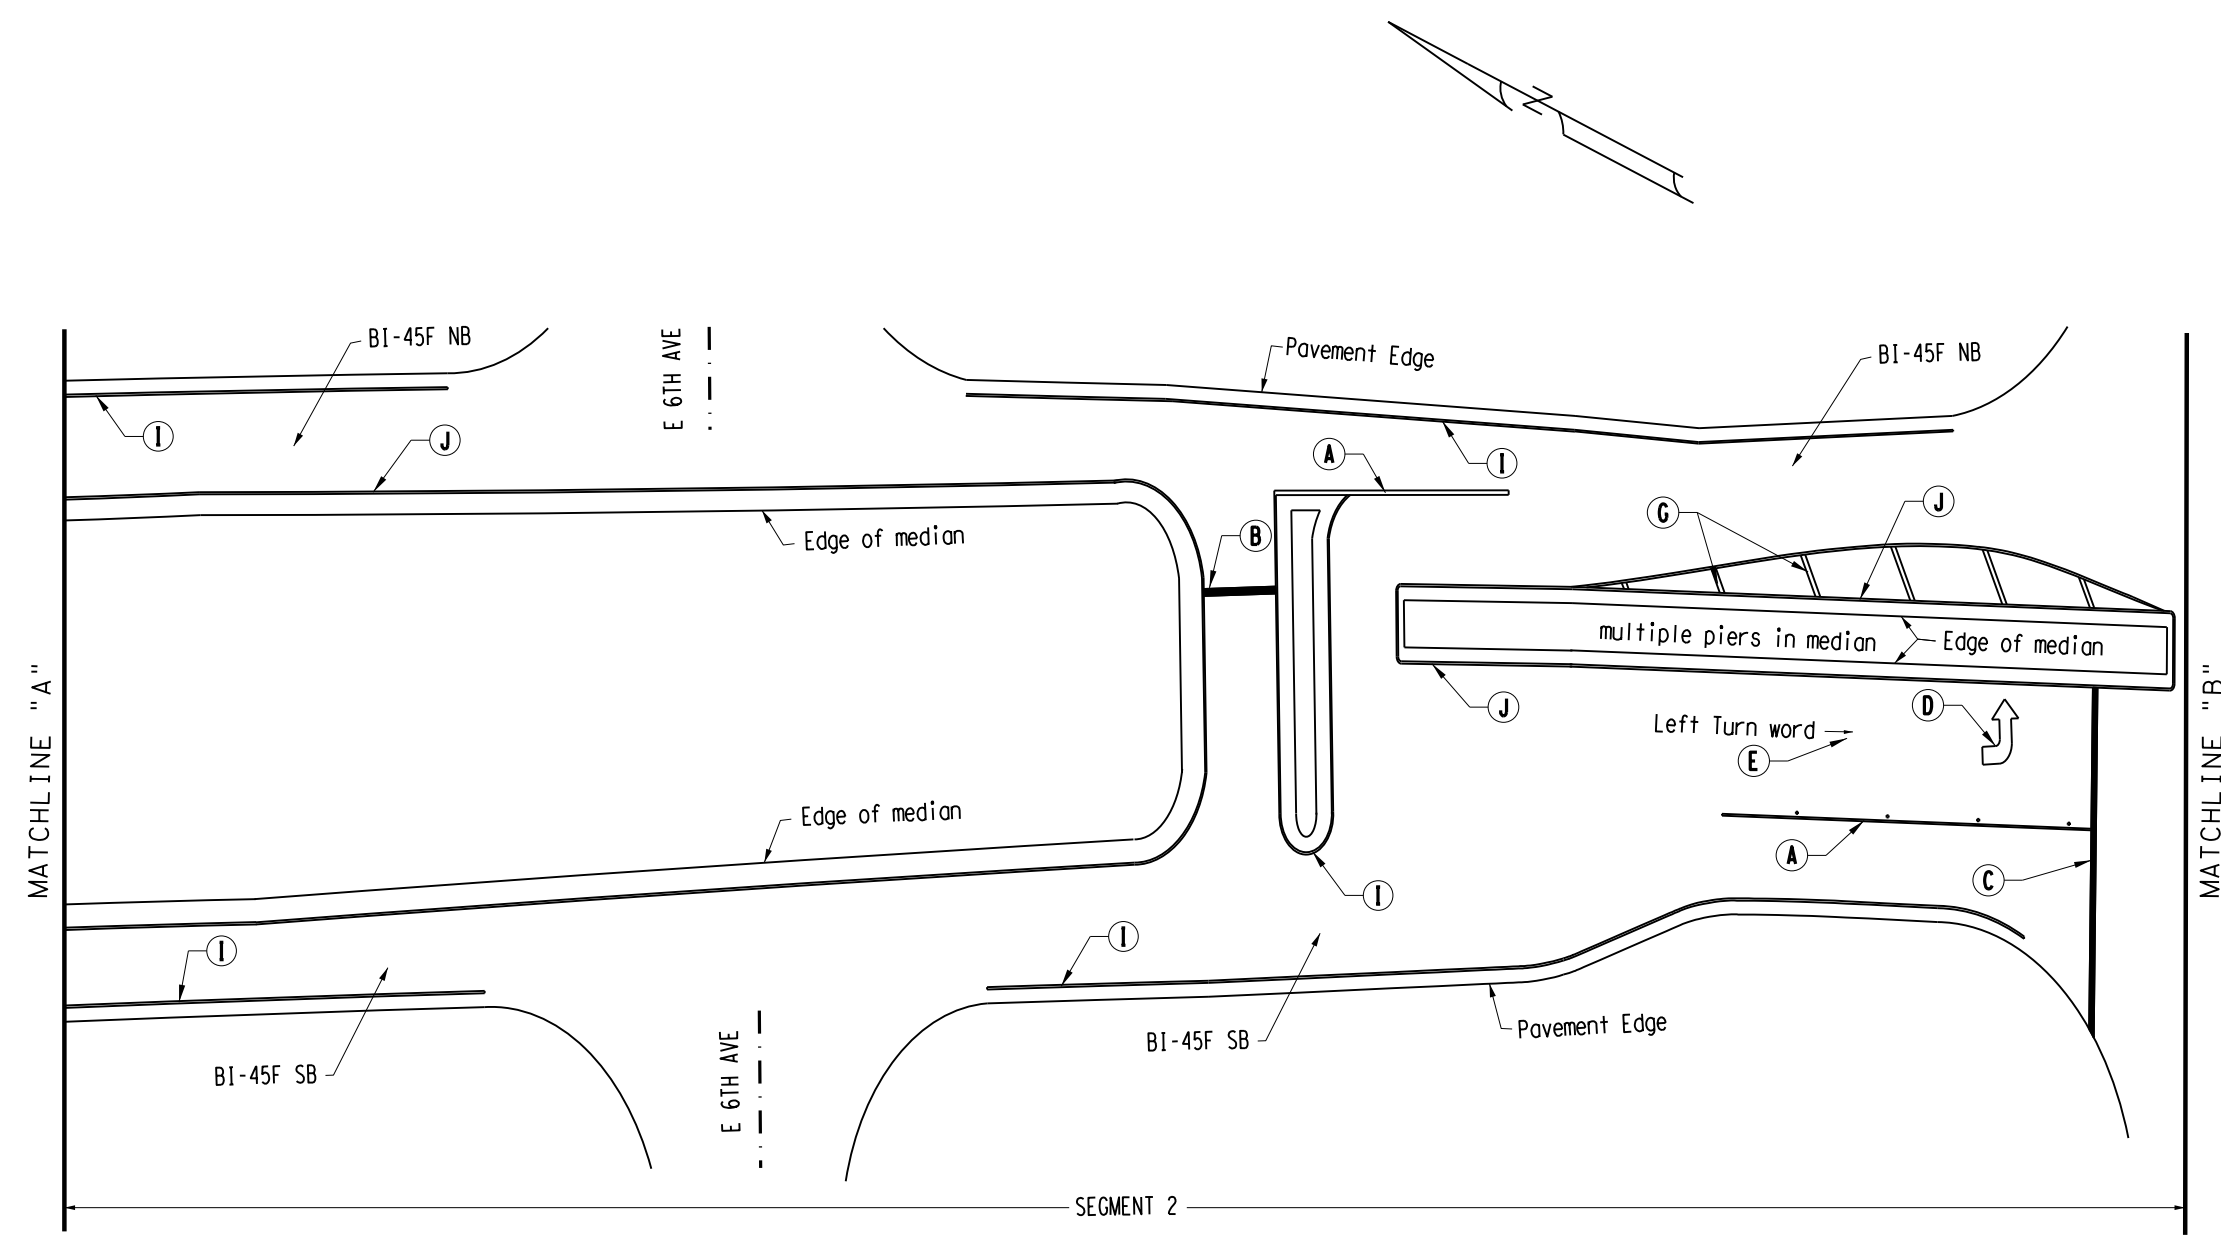 N
BI-45F NB
E 6TH AVE
Pavement Edge
BI-45F NB
I
J
A
I
G
J
Edge of median
B
multiple piers in median
Edge of median
MATCHLINE "A"
MATCHLINE "B"
J
D
Left Turn word
E
Edge of median
A
C
I
I
I
BI-45F SB
Pavement Edge
BI-45F SB
E 6TH AVE
SEGMENT 2